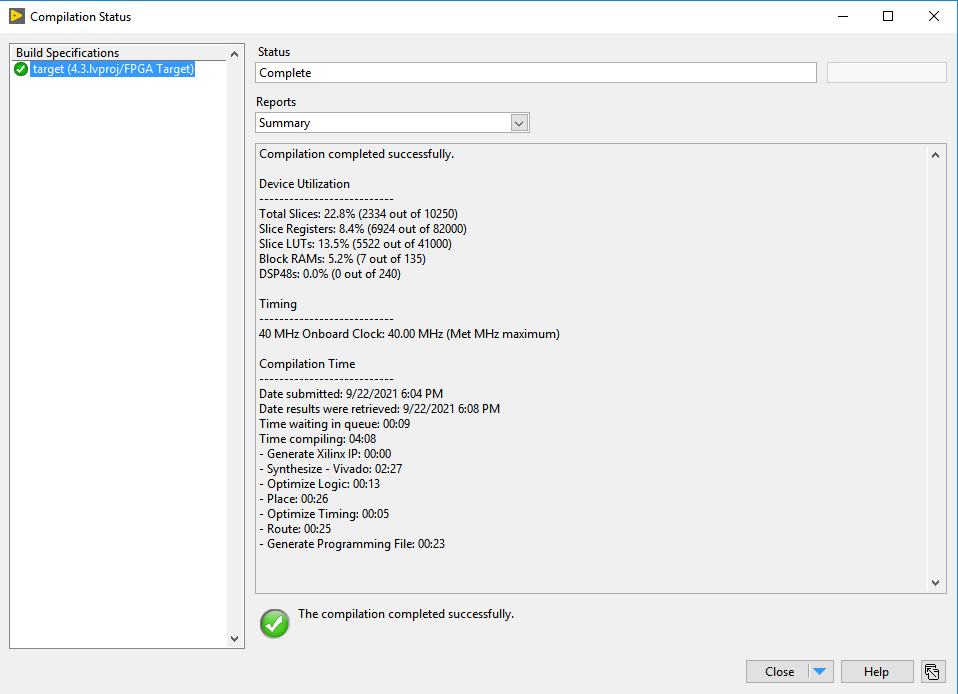 Compilation Status
Build Specifications
target (4.3.lvproj/FPGA Target)
Status
Complete
Reports
Summary
Compilation completed successfully.
Device Utilization
---------------------------
Total Slices: 22.8% (2334 out of 10250)
Slice Registers: 8.4% (6924 out of 82000)
Slice LUTs: 13.5% (5522 out of 41000)
Block RAMs: 5.2% (7 out of 135)
DSP48s: 0.0% (0 out of 240)
Timing
---------------------------
40 MHz Onboard Clock: 40.00 MHz (Met MHz maximum)
Compilation Time
---------------------------
Date submitted: 9/22/2021 6:04 PM
Date results were retrieved: 9/22/2021 6:08 PM
Time waiting in queue: 00:09
Time compiling: 04:08
- Generate Xilinx IP: 00:00
- Synthesize - Vivado: 02:27
- Optimize Logic: 00:13
- Place: 00:26
- Optimize Timing: 00:05
- Route: 00:25
- Generate Programming File: 00:23
The compilation completed successfully.
Close
Help